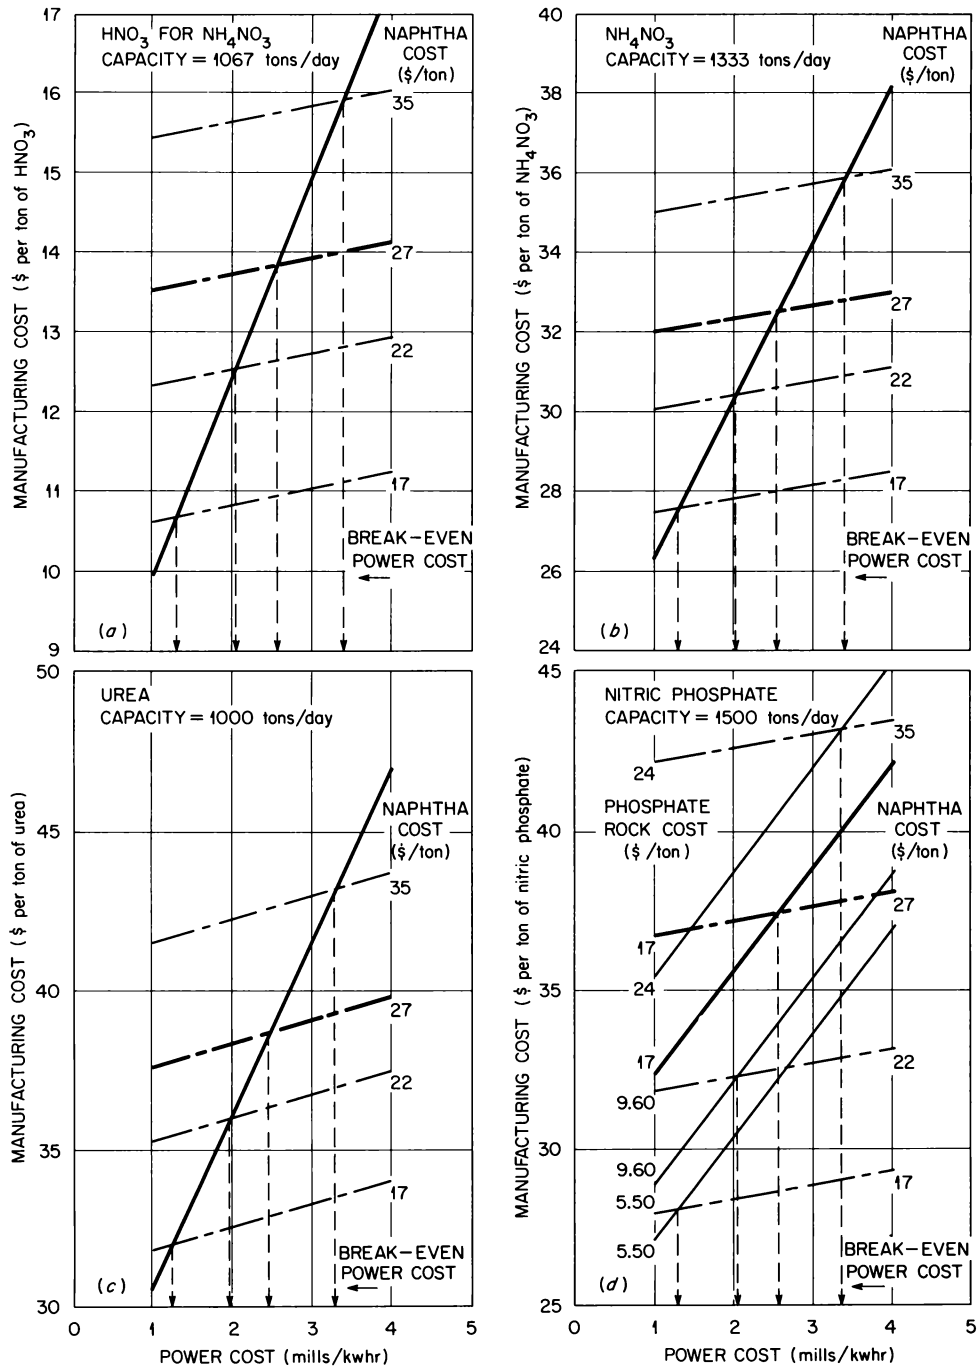 HNO3 FOR NH4NO3
CAPACITY = 1067 tons/day
NAPHTHA
COST
($/ton)
MANUFACTURING COST ($ per ton of HNO3)
17
16
15
14
13
12
11
10
9
35
27
22
17
BREAK-EVEN
POWER COST
(a)
NH4NO3
CAPACITY = 1333 tons/day
NAPHTHA
COST
($/ton)
MANUFACTURING COST ($ per ton of NH4NO3)
40
38
36
34
32
30
28
26
24
35
27
22
17
BREAK-EVEN
POWER COST
(b)
UREA
CAPACITY = 1000 tons/day
NAPHTHA
COST
($/ton)
MANUFACTURING COST ($ per ton of urea)
50
45
40
35
30
35
27
22
17
BREAK-EVEN
POWER COST
(c)
0 1 2 3 4 5
POWER COST (mills/kwhr)
NITRIC PHOSPHATE
CAPACITY = 1500 tons/day
PHOSPHATE
ROCK COST
($/ton)
NAPHTHA
COST
($/ton)
MANUFACTURING COST ($ per ton of nitric phosphate)
45
40
35
30
25
24
17
24
17
9.60
9.60
5.50
5.50
35
27
22
17
BREAK-EVEN
POWER COST
(d)
0 1 2 3 4 5
POWER COST (mills/kwhr)